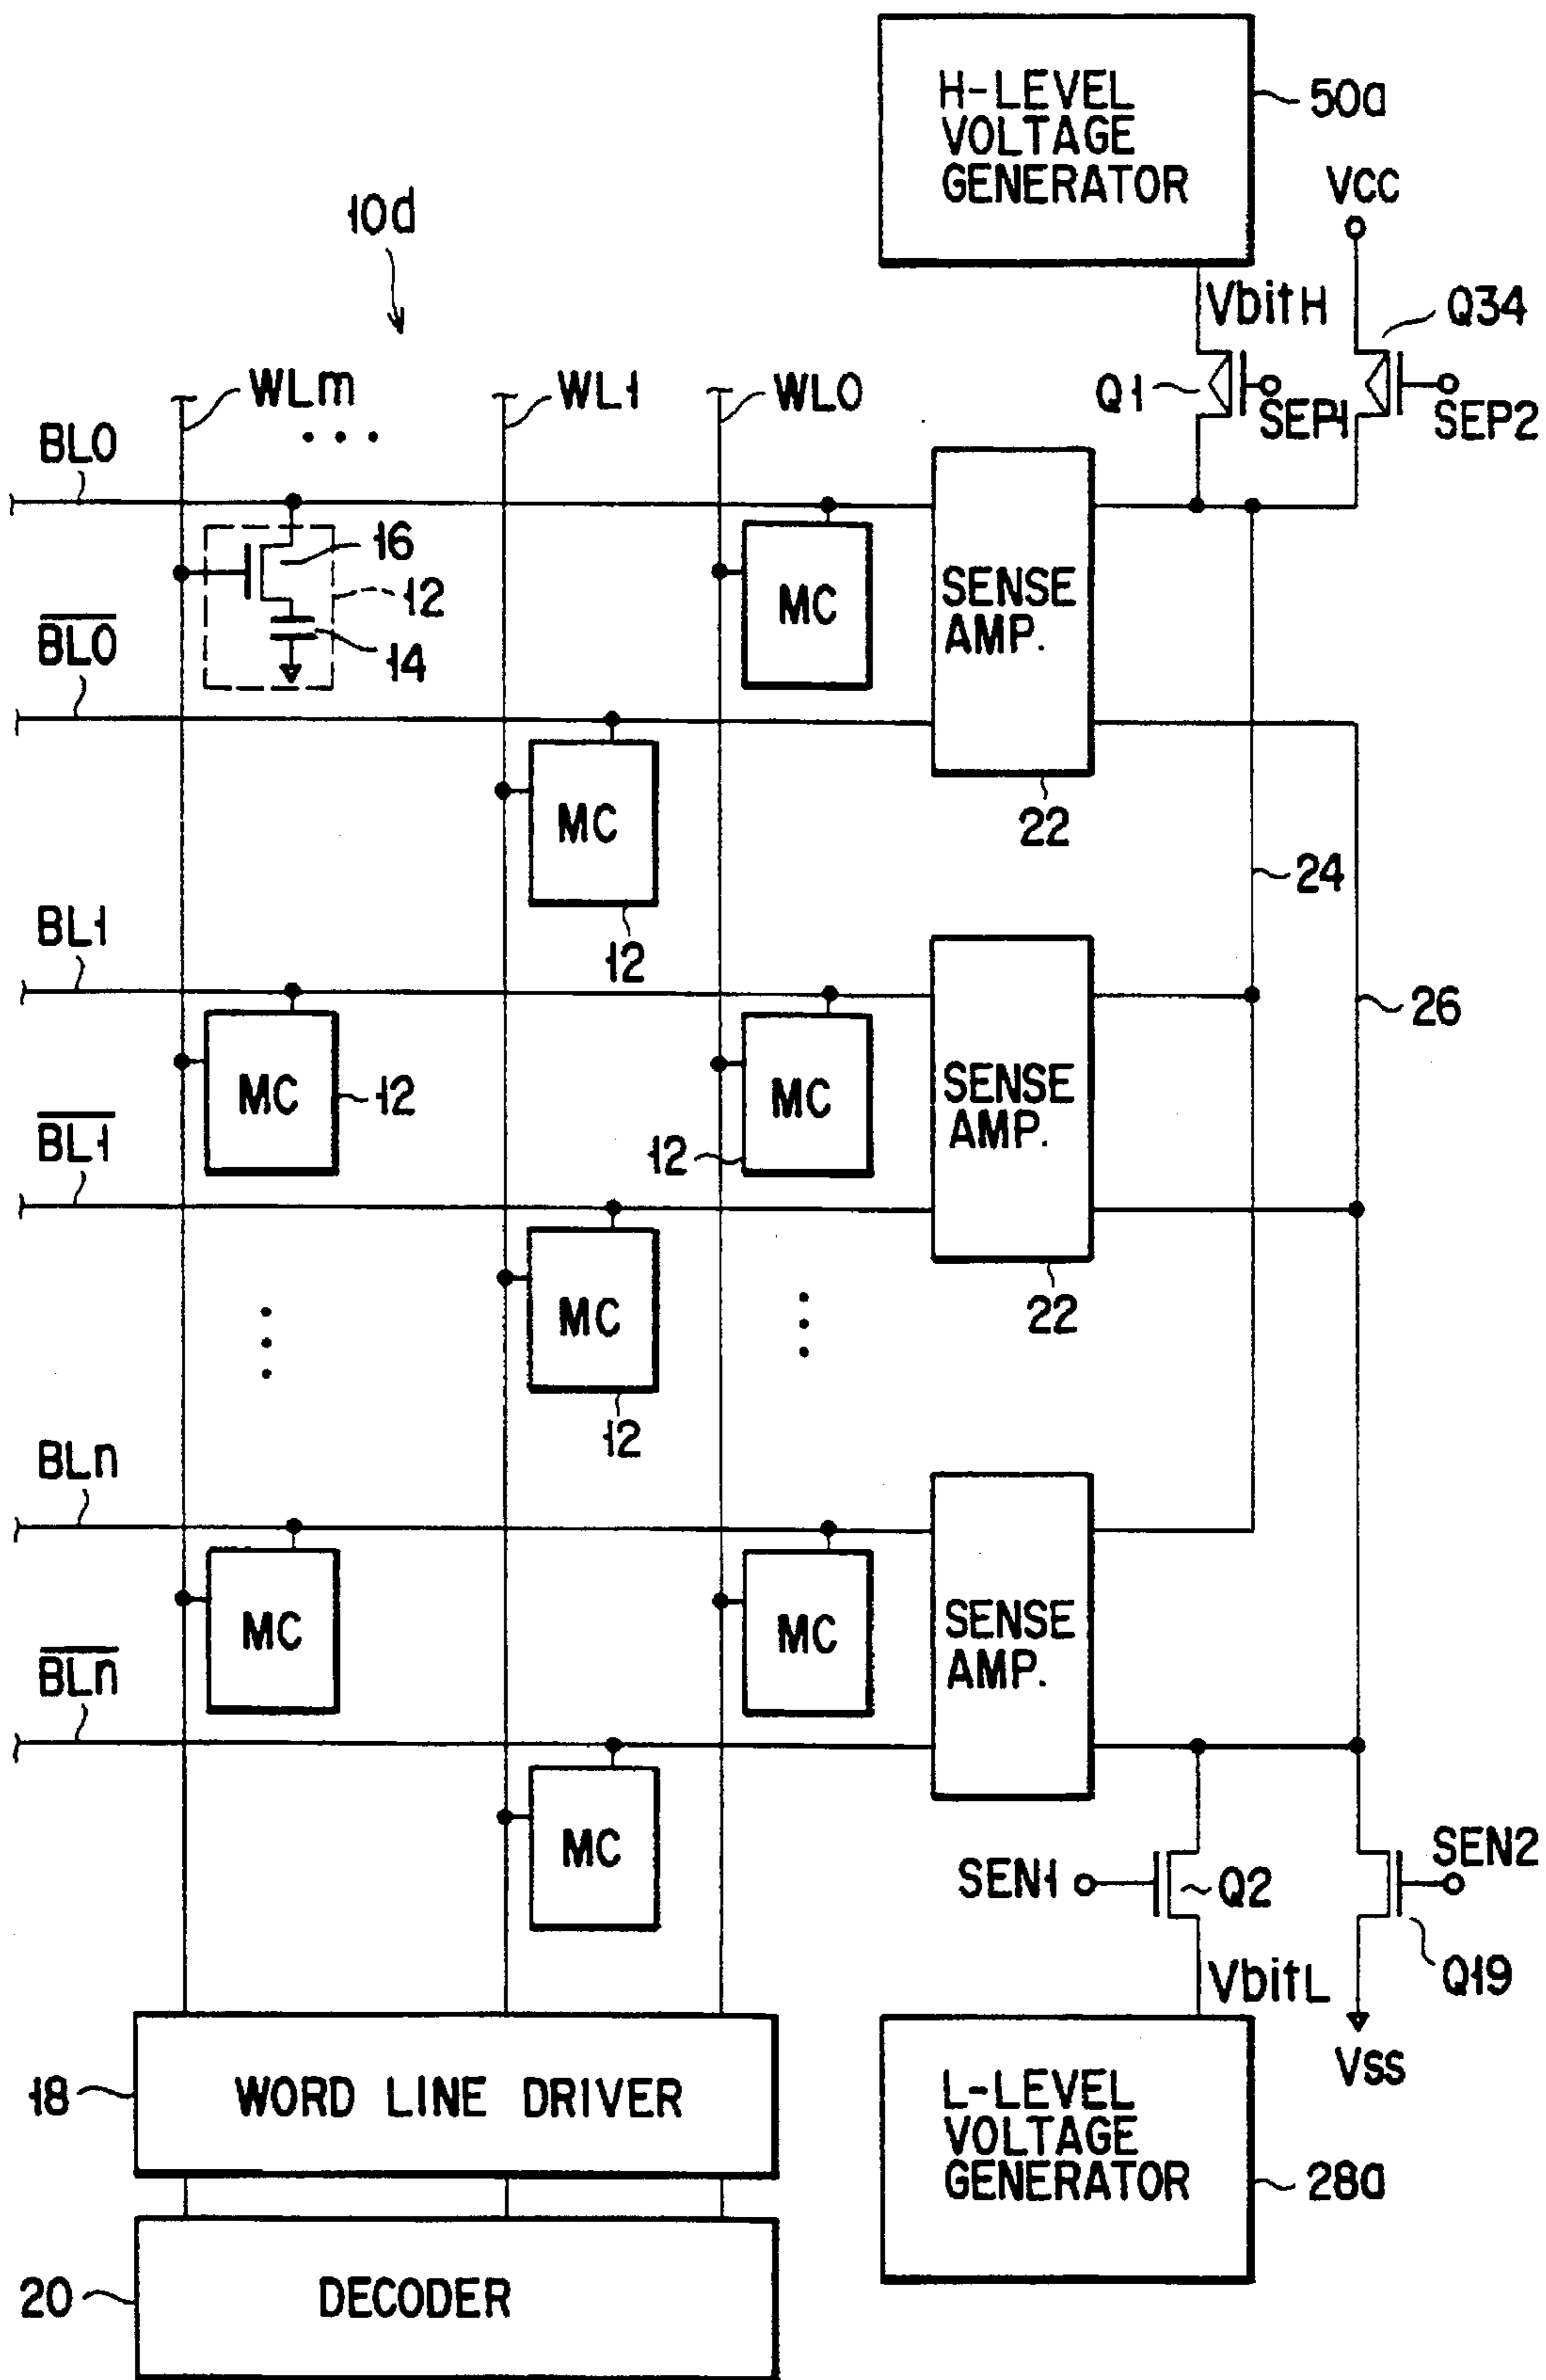 H-LEVEL
VOLTAGE
GENERATOR
50a
VCC
10d
VbitH
Q34
Q1
SEP1
SEP2
WLm
WL1
WL0
BL0
16
12
14
MC
SENSE
AMP.
BL0
MC
22
12
24
BL1
26
MC
12
MC
12
SENSE
AMP.
BL1
MC
22
12
BLn
MC
MC
SENSE
AMP.
BLn
MC
SEN1
Q2
SEN2
Q19
VbitL
VSS
18
WORD LINE DRIVER
L-LEVEL
VOLTAGE
GENERATOR
28a
20
DECODER